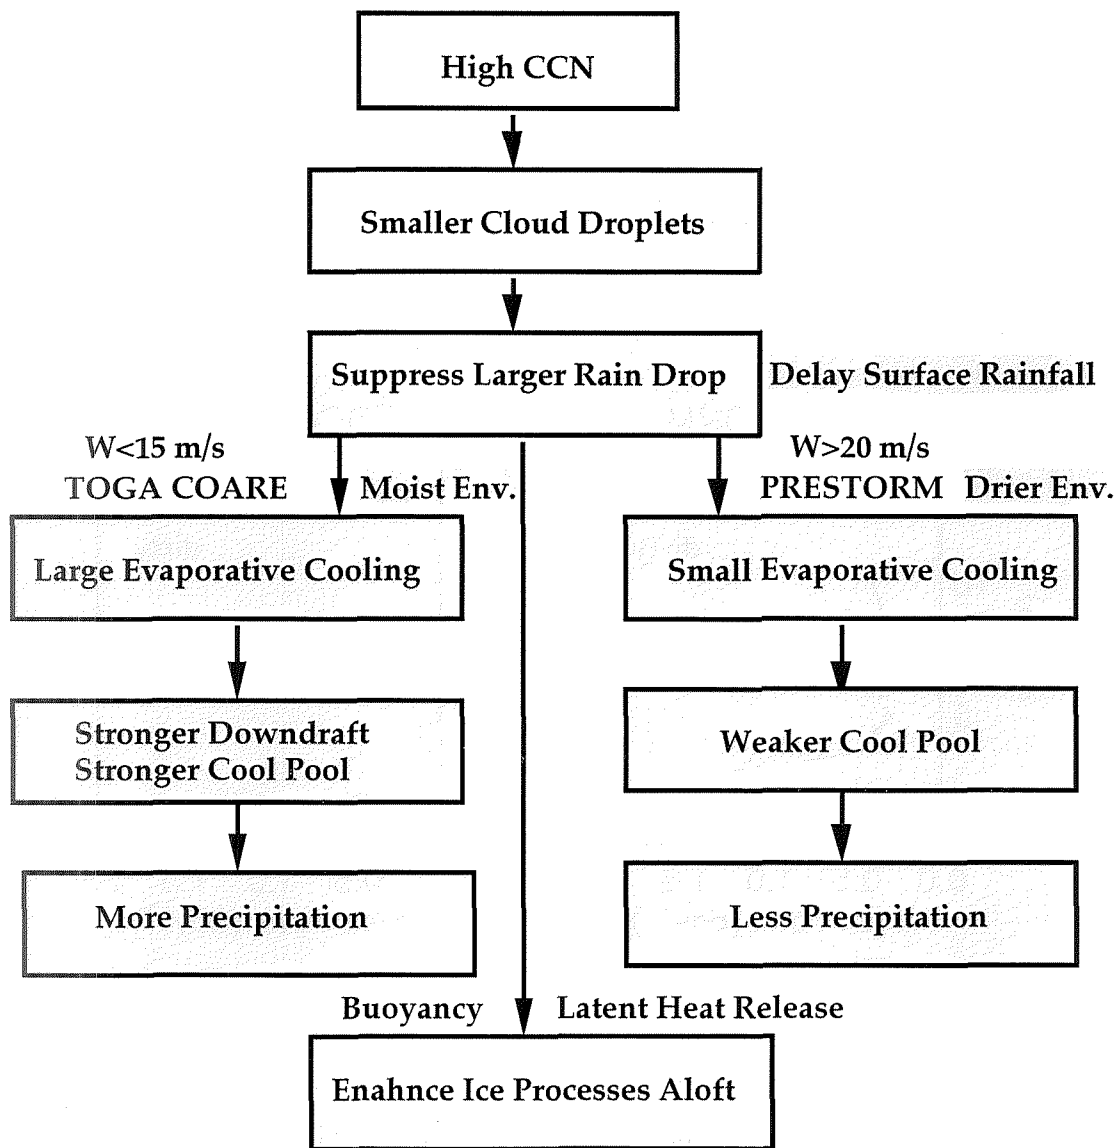 High CCN
Smaller Cloud Droplets
Suppress Larger Rain Drop
Delay Surface Rainfall
W<15 m/s
TOGA COARE
Moist Env.
W>20 m/s
PRESTORM Drier Env.
Large Evaporative Cooling
Small Evaporative Cooling
Stronger Downdraft
Stronger Cool Pool
Weaker Cool Pool
More Precipitation
Less Precipitation
Buoyancy
Latent Heat Release
Enahnce Ice Processes Aloft